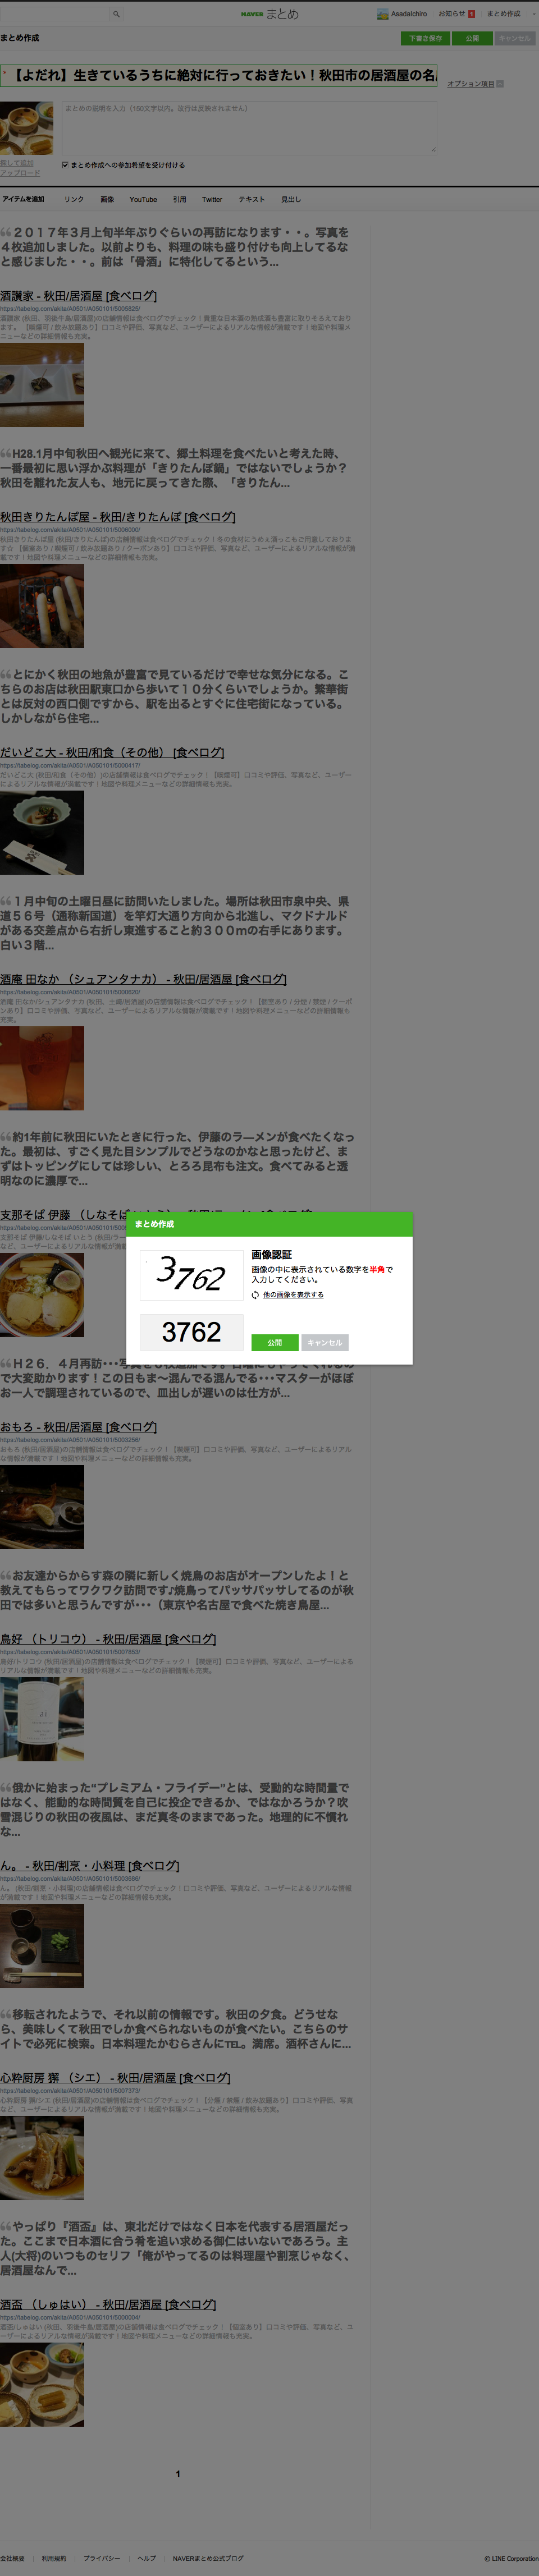 NAVER まとめ
AsadaIchiro お知らせ 1 まとめ作成
まとめ作成
下書き保存 公開 キャンセル
【よだれ】生きているうちに絶対に行っておきたい！秋田市の居酒屋の名
オプション項目
まとめの説明を入力（160文字以内。改行は反映されません）
探して追加
アップロード
まとめ作成への参加希望を受け付ける
アイテムを追加 リンク 画像 YouTube 引用 Twitter テキスト 見出し
２０１７年３月上旬半年ぶりぐらいの再訪になります・・。写真を
４枚追加しました。以前よりも、料理の味も盛り付けも向上してるな
と感じました・・。前は「骨酒」に特化してるという...
酒讃家 - 秋田/居酒屋 [食べログ]
https://tabelog.com/akita/A0501/A050101/5005825/
酒讃家 (秋田、羽後牛島/居酒屋)の店舗情報は食べログでチェック！貴重な日本酒の熟成酒も豊富に取りそろえており
ます。 【喫煙可 / 飲み放題あり】口コミや評価、写真など、ユーザーによるリアルな情報が満載です！地図や料理メ
ニューなどの詳細情報も充実。
H28.1月中旬秋田へ観光に来て、郷土料理を食べたいと考えた時、
一番最初に思い浮かぶ料理が「きりたんぽ鍋」ではないでしょうか？
秋田を離れた友人も、地元に戻ってきた際、「きりたん...
秋田きりたんぽ屋 - 秋田/きりたんぽ [食べログ]
秋田きりたんぽ屋 (秋田/きりたんぽ)の店舗情報は食べログでチェック！冬の食材にうめぇ酒っこもご用意しておりま
す☆ 【個室あり / 喫煙可 / 飲み放題あり / クーポンあり】口コミや評価、写真など、ユーザーによるリアルな情報が満
載です！地図や料理メニューなどの詳細情報も充実。
とにかく秋田の地魚が豊富で見ているだけで幸せな気分になる。こ
ちらのお店は秋田駅東口から歩いて１０分くらいでしょうか。繁華街
とは反対の西口側ですから、駅を出るとすぐに住宅街になっている。
しかしながら住宅...
だいどこ大 - 秋田/和食（その他） [食べログ]
https://tabelog.com/akita/A0501/A050101/5005417/
だいどこ大 (秋田/和食（その他）)の店舗情報は食べログでチェック！【喫煙可】口コミや評価、写真など、ユーザー
によるリアルな情報が満載です！地図や料理メニューなどの詳細情報も充実。
１月中旬の土曜日昼に訪問いたしました。場所は秋田市泉中央、県
道５６号（通称新国道）を竿灯大通り方向から北進し、マクドナルド
がある交差点から右折し東進すること約３００mの右手にあります。
白い３階...
酒庵 田なか （シュアンタナカ） - 秋田/居酒屋 [食べログ]
https://tabelog.com/akita/A0501/A050101/5000620/
酒庵 田なか/シュアンタナカ (秋田、土崎/居酒屋)の店舗情報は食べログでチェック！【個室あり / 分煙 / 禁煙 / クーポ
ンあり】口コミや評価、写真など、ユーザーによるリアルな情報が満載です！地図や料理メニューなどの詳細情報も
充実。
約1年前に秋田にいたときに行った、伊藤のラーメンが食べたくなっ
た。最初は、すごく見た目シンプルでどうなのかなと思ったけど、ま
ずはトッピングにしては珍しい、とろろ昆布も注文。食べてみると透
明なのに濃厚で...
まとめ作成
3762
画像認証
画像の中に表示されている数字を半角で
入力してください。
他の画像を表示する
3762
公開 キャンセル
大変助かります！この日もま〜混んでる混んでる･･･マスターがほぼ
お一人で調理されているので、皿出しが遅いのは仕方が...
おもろ - 秋田/居酒屋 [食べログ]
https://tabelog.com/akita/A0501/A050101/5003256/
おもろ (秋田/居酒屋)の店舗情報は食べログでチェック！【喫煙可】口コミや評価、写真など、ユーザーによるリアル
な情報が満載です！地図や料理メニューなどの詳細情報も充実。
お友達からからす森の隣に新しく焼鳥のお店がオープンしたよ！と
教えてもらってワクワク訪問です♪焼鳥ってパッサパッサしてるのが秋
田では多いと思うんですが･･･（東京や名古屋で食べた焼き鳥屋...
鳥好 （トリコウ） - 秋田/居酒屋 [食べログ]
https://tabelog.com/akita/A0501/A050101/5007853/
鳥好/トリコウ (秋田/居酒屋)の店舗情報は食べログでチェック！【喫煙可】口コミや評価、写真など、ユーザーによる
リアルな情報が満載です！地図や料理メニューなどの詳細情報も充実。
俄かに始まった“プレミアム・フライデー”とは、受動的な時間量で
はなく、能動的な時間質を自己に投企できるか、ではなかろうか？吹
雪混じりの秋田の夜風は、まだ真冬のままであった。地理的に不慣れ
な...
ん。 - 秋田/割烹・小料理 [食べログ]
https://tabelog.com/akita/A0501/A050101/5003686/
ん。 (秋田/割烹・小料理)の店舗情報は食べログでチェック！口コミや評価、写真など、ユーザーによるリアルな情報
が満載です！地図や料理メニューなどの詳細情報も充実。
移転されたようで、それ以前の情報です。秋田の夕食。どうせな
ら、美味しくて秋田でしか食べられないものが食べたい。こちらのサ
イトで必死に検索。日本料理たかむらさんにTEL。満席。酒杯さんに...
心粋厨房 獬 （シエ） - 秋田/居酒屋 [食べログ]
https://tabelog.com/akita/A0501/A050101/5007373/
心粋厨房 獬/シエ (秋田/居酒屋)の店舗情報は食べログでチェック！【分煙 / 禁煙 / 飲み放題あり】口コミや評価、写真
など、ユーザーによるリアルな情報が満載です！地図や料理メニューなどの詳細情報も充実。
やっぱり『酒盃』は、東北だけではなく日本を代表する居酒屋だっ
た。ここまで日本酒に合う肴を追い求める御仁はいないであろう。主
人(大将)のいつものセリフ「俺がやってるのは料理屋や割烹じゃなく、
居酒屋なんで...
酒盃 （しゅはい） - 秋田/居酒屋 [食べログ]
https://tabelog.com/akita/A0501/A050101/5000004/
酒盃/しゅはい (秋田、羽後牛島/居酒屋)の店舗情報は食べログでチェック！【個室あり】口コミや評価、写真など、ユ
ーザーによるリアルな情報が満載です！地図や料理メニューなどの詳細情報も充実。
1
会社概要 利用規約 プライバシー ヘルプ NAVERまとめ公式ブログ
© LINE Corporation